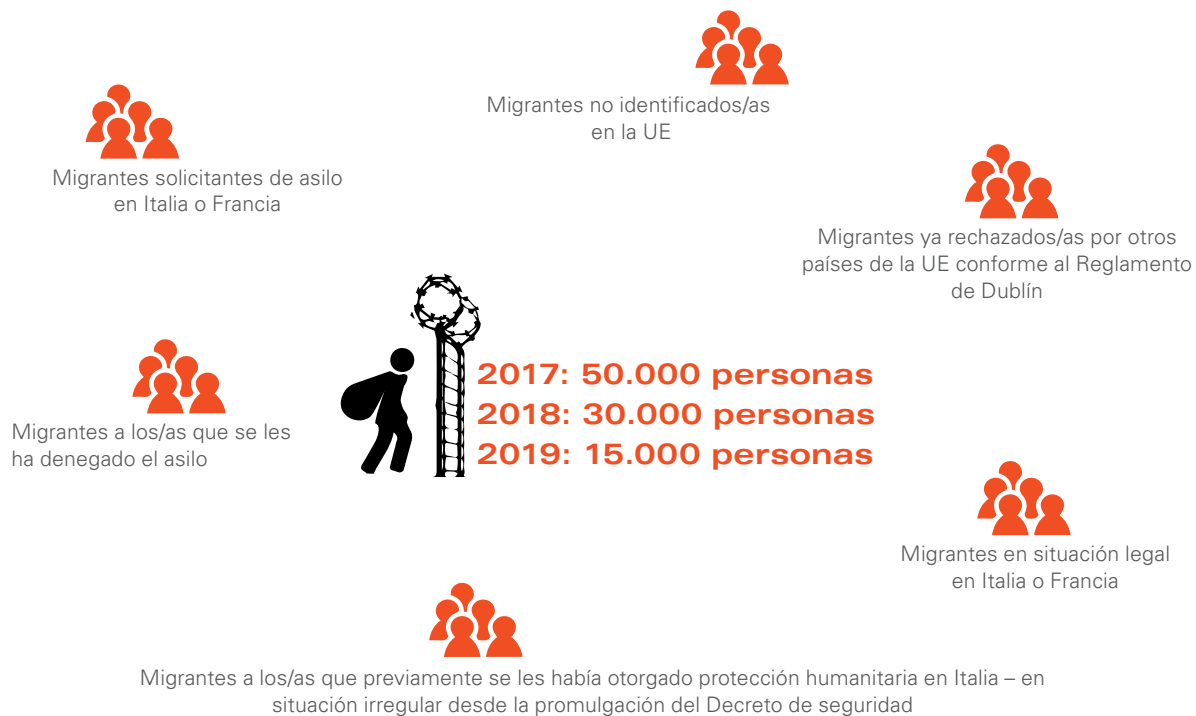 Migrantes no identificados/as
en la UE
Migrantes solicitantes de asilo
en Italia o Francia
Migrantes ya rechazados/as por otros
países de la UE conforme al Reglamento
de Dublín
2017: 50.000 personas
2018: 30.000 personas
2019: 15.000 personas
Migrantes a los/as que se les
ha denegado el asilo
Migrantes en situación legal
en Italia o Francia
Migrantes a los/as que previamente se les había otorgado protección humanitaria en Italia – en
situación irregular desde la promulgación del Decreto de seguridad